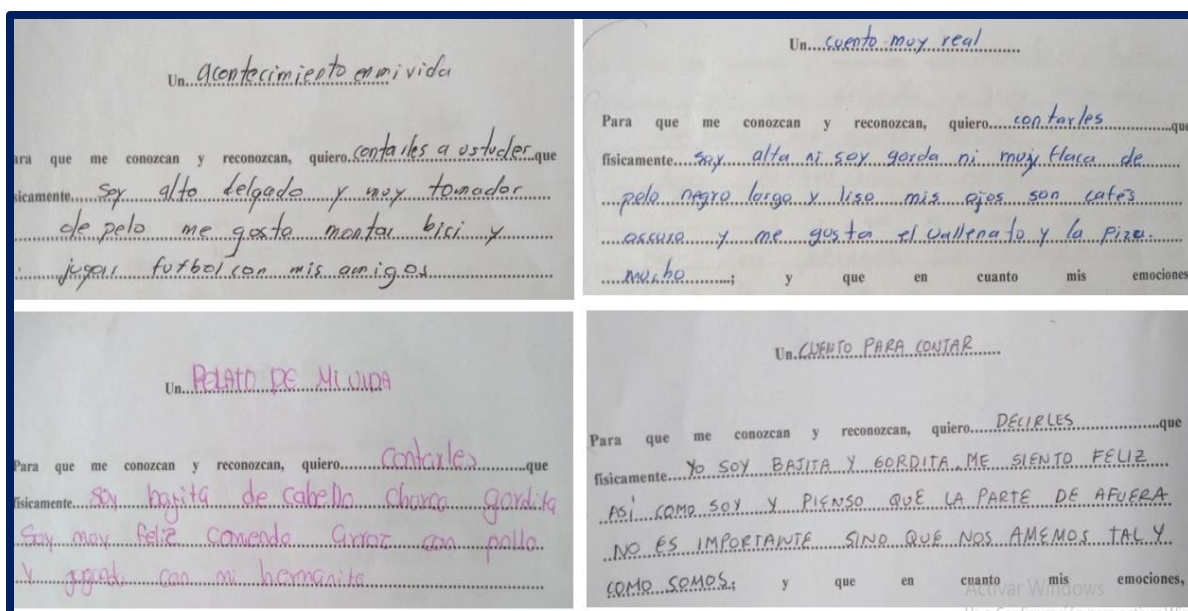 Un...acontecimiento en mi vida
ara que me conozcan y reconozcan, quiero...contarles a ustuder...que
sicamente...soy alto delgado y muy tomador
de pelo me gosta montar bici y
jugar futbol con mis amigos
Un...cuento muy real
Para que me conozcan y reconozcan, quiero...contarles...que
físicamente...soy alta ni soy gorda ni muy flaca de
pelo negro largo y liso mis ojos son cafés
oscuro y me gusta el vallenato y la piza.
mucho...; y que en cuanto mis emociones
Un...RELATO DE MI VIDA
Para que me conozcan y reconozcan, quiero...contarles...que
físicamente...soy bajita de cabello churco gordita
Soy muy feliz comiendo arroz con pollo
y jugando con mi hermanita
Un...CUENTO PARA CONTAR
Para que me conozcan y reconozcan, quiero...DECIRLES...que
físicamente...YO SOY BAJITA Y GORDITA, ME SIENTO FELIZ
ASÍ COMO SOY Y PIENSO QUE LA PARTE DE AFUERA
NO ES IMPORTANTE SINO QUE NOS AMEMOS TAL Y
COMO SOMOS; y que en cuanto mis emociones,
Activar Windows